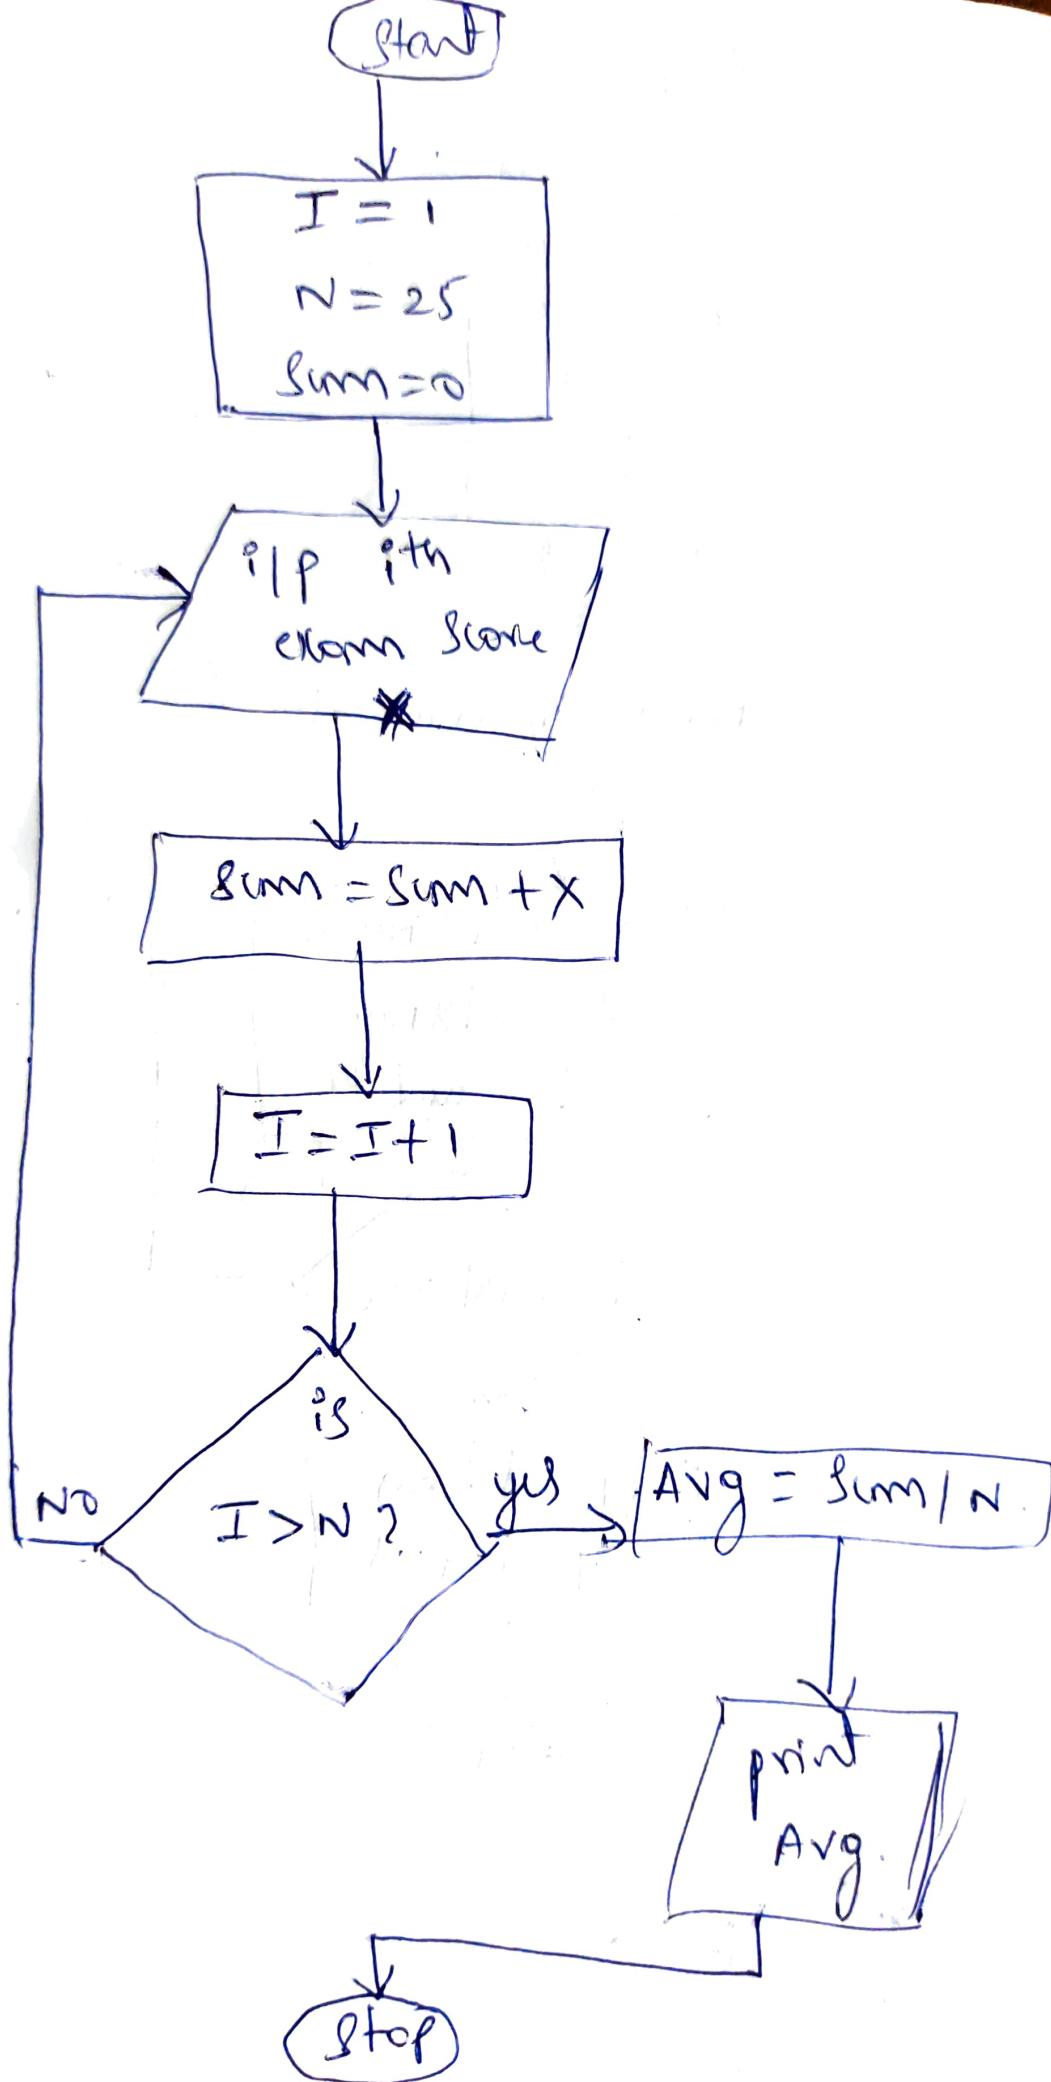 Start
I = 1
N = 25
Sum = 0
i/p ith
exam Score
Sum = Sum + X
I = I + 1
is
I > N ?
NO
yes
Avg = Sum / N
print
Avg.
Stop